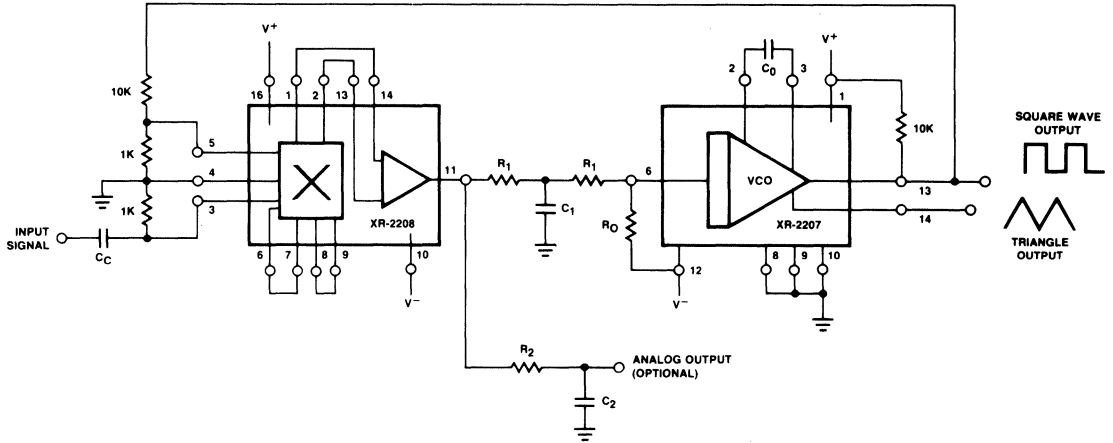 V+
16
1
2
13
14
10K
5
1K
4
1K
3
INPUT
SIGNAL
CC
6
7
8
9
10
V−
X
XR-2208
11
R1
C1
R1
RO
6
12
V−
2
C0
3
V+
1
10K
VCO
XR-2207
8
9
10
13
14
SQUARE WAVE
OUTPUT
TRIANGLE
OUTPUT
R2
C2
ANALOG OUTPUT
(OPTIONAL)